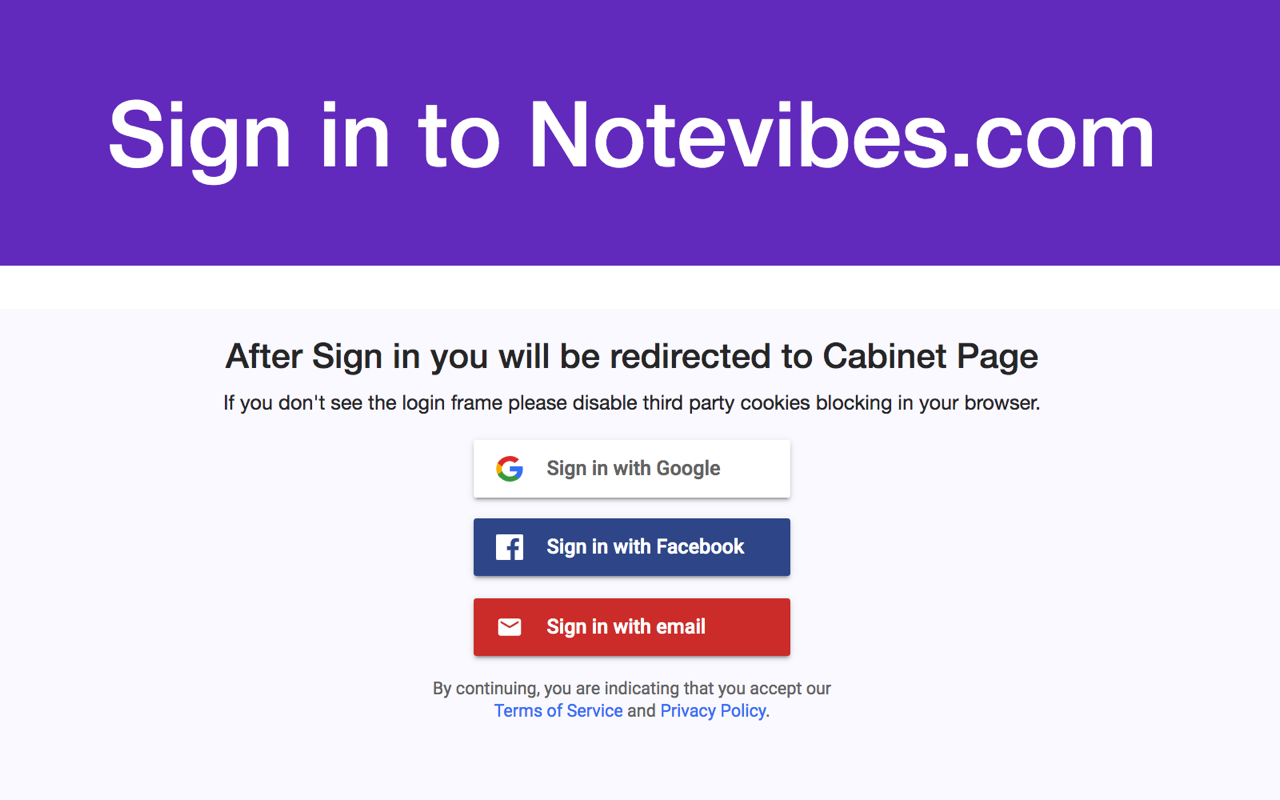 Sign in to Notevibes.com
After Sign in you will be redirected to Cabinet Page
If you don't see the login frame please disable third party cookies blocking in your browser.
Sign in with Google
Sign in with Facebook
Sign in with email
By continuing, you are indicating that you accept our
Terms of Service and Privacy Policy.